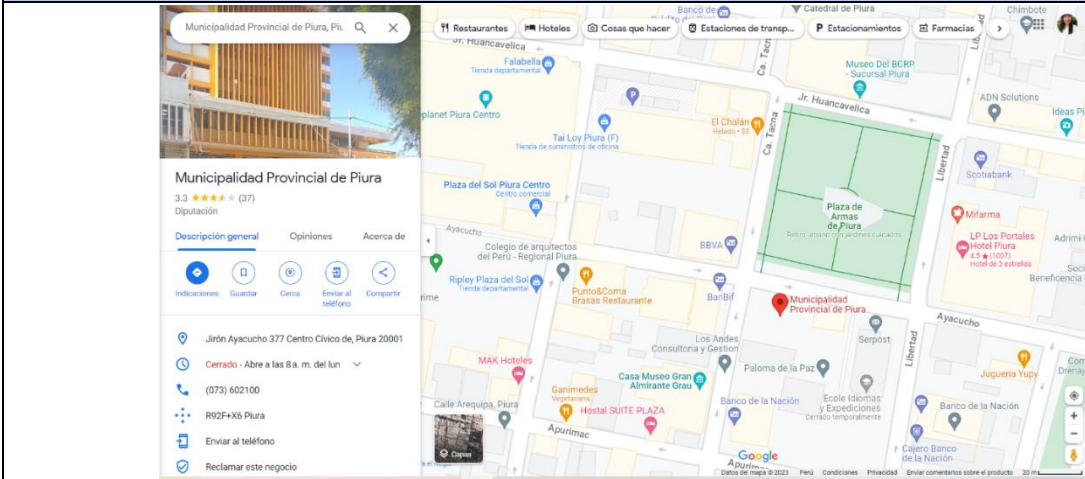 Municipalidad Provincial de Piura, Piu.
Municipalidad Provincial de Piura
3.3 ★★★★★ (37)
Diputación
Descripción general Opiniones Acerca de
Indicaciones Guardar Cerca Enviar al teléfono Compartir
Jirón Ayacucho 377 Centro Cívico de, Piura 20001
Cerrado · Abre a las 8 a. m. del lun
(073) 602100
R92F+X6 Piura
Enviar al teléfono
Reclamar este negocio
Restaurantes Hoteles Cosas que hacer Estaciones de transp... Estacionamientos Farmacias
Banco de
Catedral de Piura
Chimbote
Jr. Huancavelica
Falabella
Tienda departamental
Ca. Tacna
Museo Del BCRP
- Sucursal Piura
Jr. Huancavelica
ADN Solutions
Ideas Pi
planet Piura Centro
El Chalán
Helado • $$
Ca. Tacna
Tai Loy Piura (F)
Tienda de suministros de oficina
Libertad
Scotiabank
Plaza del Sol Piura Centro
Centro comercial
Plaza de
Armas
de Piura
Mifarma
LP Los Portales
Hotel Piura
4.5 ★ (1007)
Hotel de 3 estrellas
Adrimi
Ayacucho
Colegio de arquitectos
del Perú - Regional Piura
BBVA
Soci
Beneficencia
Ripley Plaza del Sol
Tienda departamental
rime
Punto&Coma
Brasas Restaurante
BanBif
Municipalidad
Provincial de Piura
Ayacucho
Serpost
Libertad
Los Andes
Consultoria y Gestion
MAK Hoteles
Paloma de la Paz
Com
Drenaj
Casa Museo Gran
Almirante Grau
Jugueria Yupy
Ganimedes
Vegetariana
Ecole Idiomas
y Expediciones
Cerrado temporalmente
Calle Arequipa, Piura
Hostal SUITE PLAZA
Banco de la Nación
Banco de la Nación
Apurimac
Capas
Google
Cajero Banco
de la Nación
Apurimac
Datos del mapa © 2023 Perú Condiciones Privacidad Enviar comentarios sobre el producto 20 m